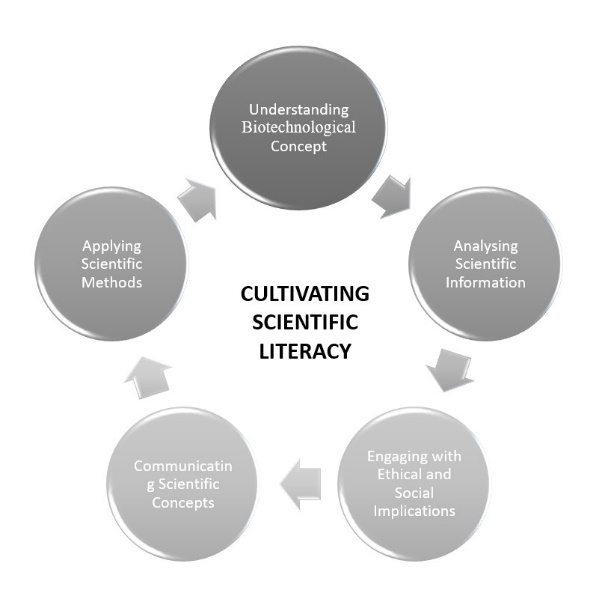 Understanding
Biotechnological
Concept
Analysing
Scientific
Information
Engaging with
Ethical and
Social
Implications
Communicatin
g Scientific
Concepts
Applying
Scientific
Methods
CULTIVATING
SCIENTIFIC
LITERACY